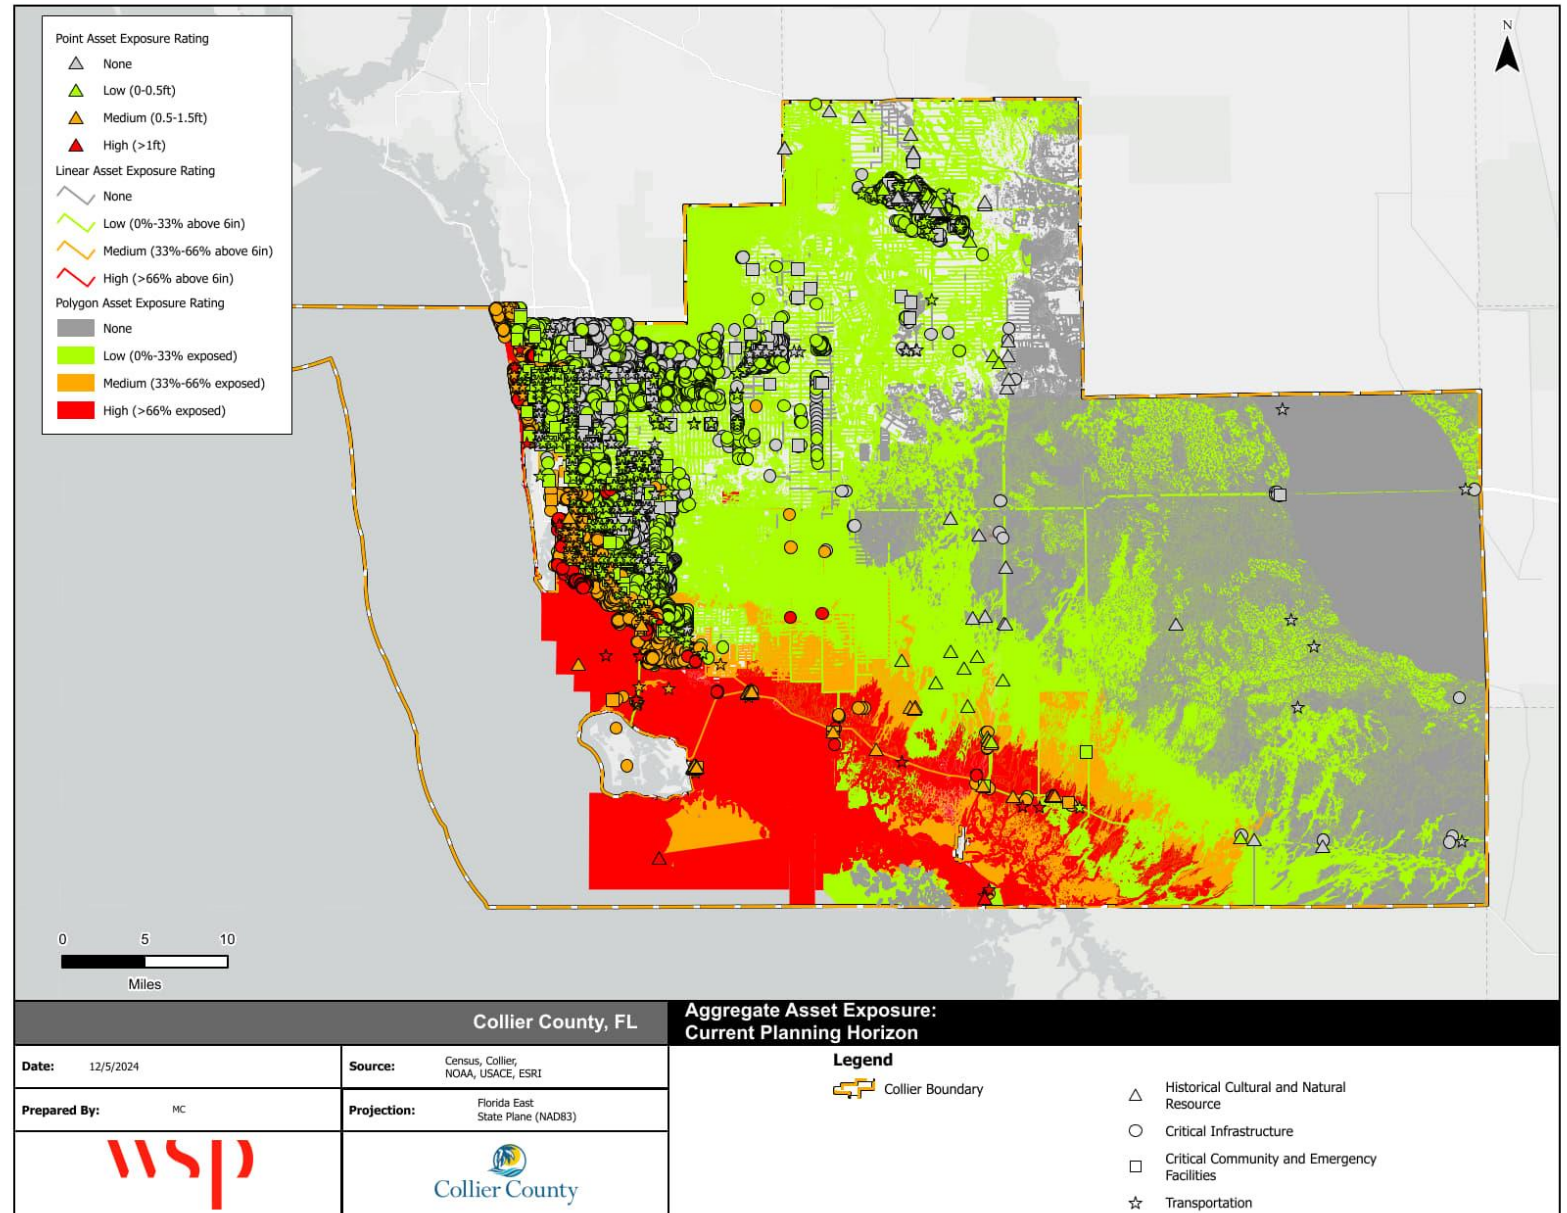 Point Asset Exposure Rating
None
Low (0-0.5ft)
Medium (0.5-1.5ft)
High (>1ft)
Linear Asset Exposure Rating
None
Low (0%-33% above 6in)
Medium (33%-66% above 6in)
High (>66% above 6in)
Polygon Asset Exposure Rating
None
Low (0%-33% exposed)
Medium (33%-66% exposed)
High (>66% exposed)
N
0 5 10
Miles
Collier County, FL
Aggregate Asset Exposure:
Current Planning Horizon
Date: 12/5/2024
Source: Census, Collier,
NOAA, USACE, ESRI
Prepared By: MC
Projection: Florida East
State Plane (NAD83)
wsp
Collier County
Legend
Collier Boundary
Historical Cultural and Natural
Resource
Critical Infrastructure
Critical Community and Emergency
Facilities
Transportation